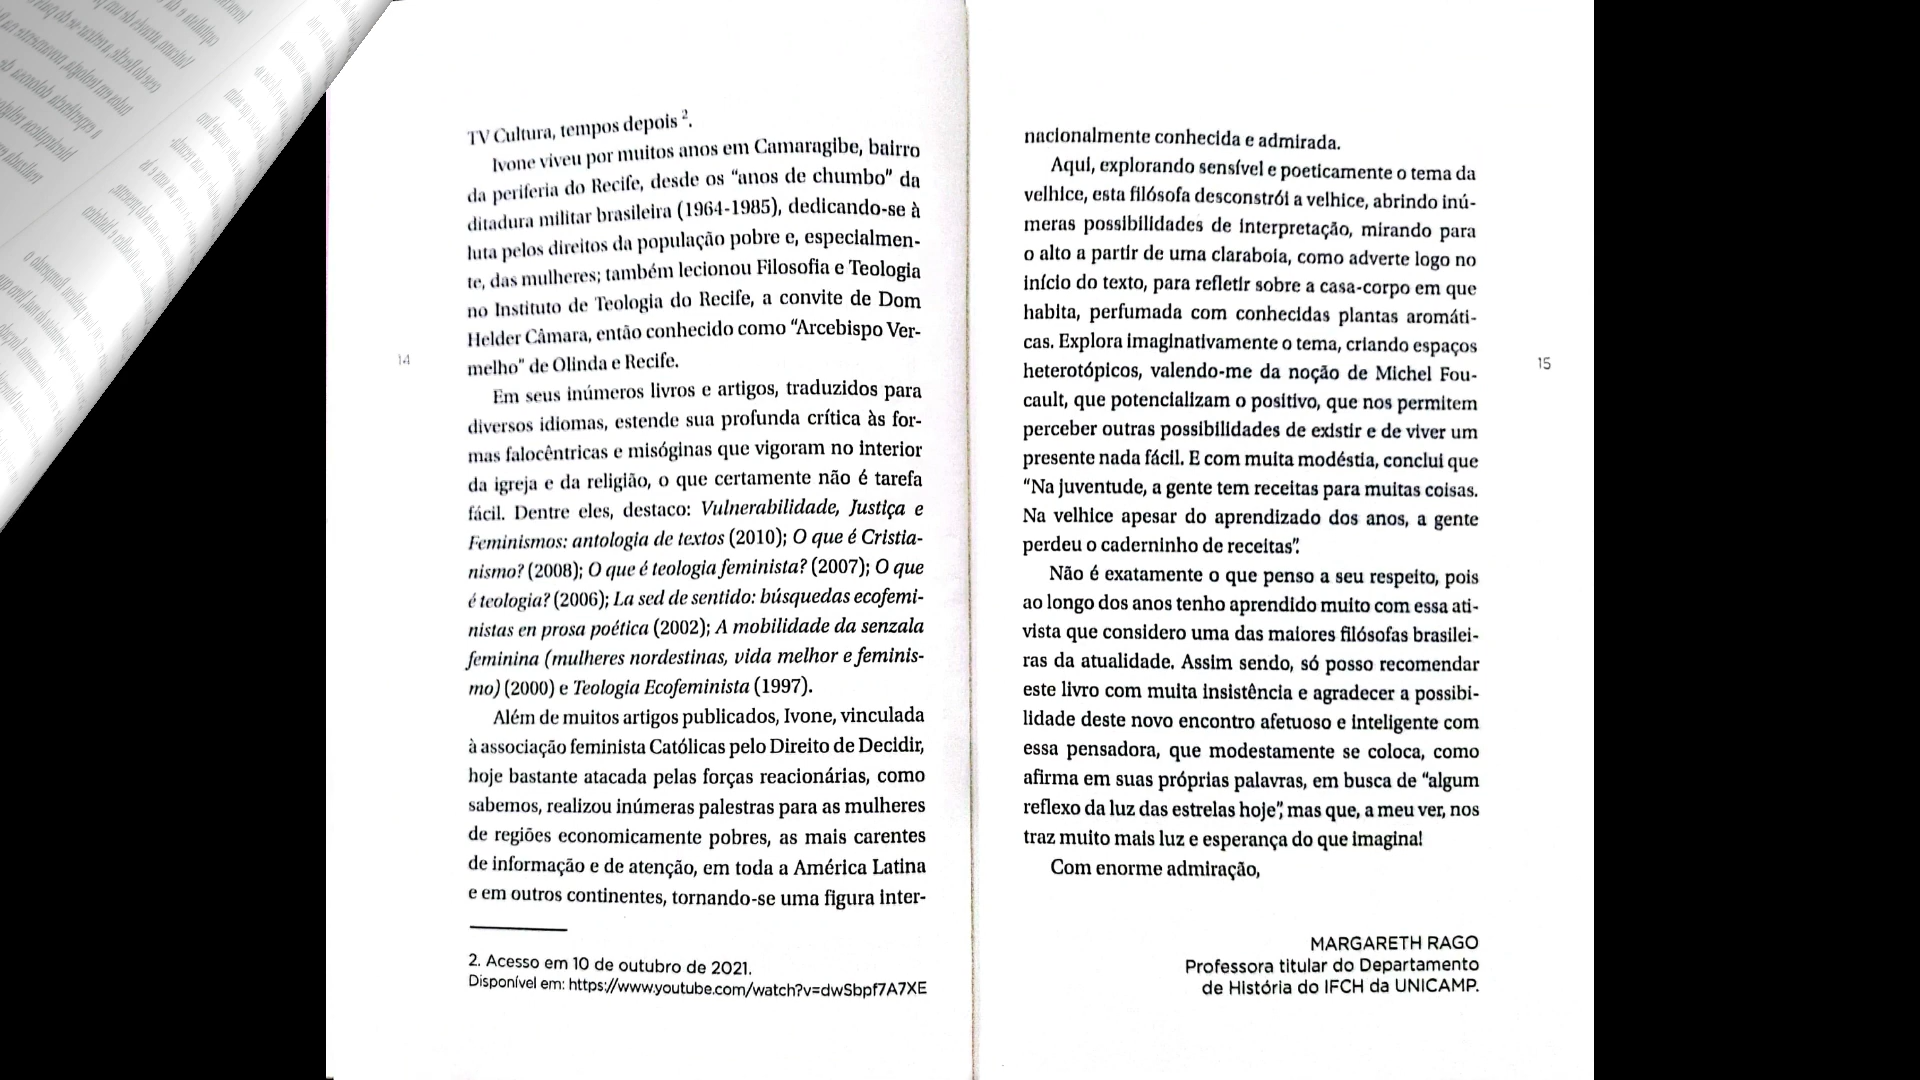 TV Cultura, tempos depois ².
Ivone viveu por muitos anos em Camaragibe, bairro
da periferia do Recife, desde os “anos de chumbo” da
ditadura militar brasileira (1964-1985), dedicando-se à
luta pelos direitos da população pobre e, especialmen-
te, das mulheres; também lecionou Filosofia e Teologia
no Instituto de Teologia do Recife, a convite de Dom
Helder Câmara, então conhecido como “Arcebispo Ver-
melho” de Olinda e Recife.
Em seus inúmeros livros e artigos, traduzidos para
diversos idiomas, estende sua profunda crítica às for-
mas falocêntricas e misóginas que vigoram no interior
da igreja e da religião, o que certamente não é tarefa
fácil. Dentre eles, destaco: Vulnerabilidade, Justiça e
Feminismos: antologia de textos (2010); O que é Cristia-
nismo? (2008); O que é teologia feminista? (2007); O que
é teologia? (2006); La sed de sentido: búsquedas ecofemi-
nistas en prosa poética (2002); A mobilidade da senzala
feminina (mulheres nordestinas, vida melhor e feminis-
mo) (2000) e Teologia Ecofeminista (1997).
Além de muitos artigos publicados, Ivone, vinculada
à associação feminista Católicas pelo Direito de Decidir,
hoje bastante atacada pelas forças reacionárias, como
sabemos, realizou inúmeras palestras para as mulheres
de regiões economicamente pobres, as mais carentes
de informação e de atenção, em toda a América Latina
e em outros continentes, tornando-se uma figura inter-
2. Acesso em 10 de outubro de 2021.
Disponível em: https://www.youtube.com/watch?v=dwSbpf7A7XE
14
nacionalmente conhecida e admirada.
Aqui, explorando sensível e poeticamente o tema da
velhice, esta filósofa desconstrói a velhice, abrindo inú-
meras possibilidades de interpretação, mirando para
o alto a partir de uma claraboia, como adverte logo no
início do texto, para refletir sobre a casa-corpo em que
habita, perfumada com conhecidas plantas aromáti-
cas. Explora imaginativamente o tema, criando espaços
heterotópicos, valendo-me da noção de Michel Fou-
cault, que potencializam o positivo, que nos permitem
perceber outras possibilidades de existir e de viver um
presente nada fácil. E com muita modéstia, conclui que
“Na juventude, a gente tem receitas para muitas coisas.
Na velhice apesar do aprendizado dos anos, a gente
perdeu o caderninho de receitas”.
Não é exatamente o que penso a seu respeito, pois
ao longo dos anos tenho aprendido muito com essa ati-
vista que considero uma das maiores filósofas brasilei-
ras da atualidade. Assim sendo, só posso recomendar
este livro com muita insistência e agradecer a possibi-
lidade deste novo encontro afetuoso e inteligente com
essa pensadora, que modestamente se coloca, como
afirma em suas próprias palavras, em busca de “algum
reflexo da luz das estrelas hoje”, mas que, a meu ver, nos
traz muito mais luz e esperança do que imagina!
Com enorme admiração,
MARGARETH RAGO
Professora titular do Departamento
de História do IFCH da UNICAMP.
15